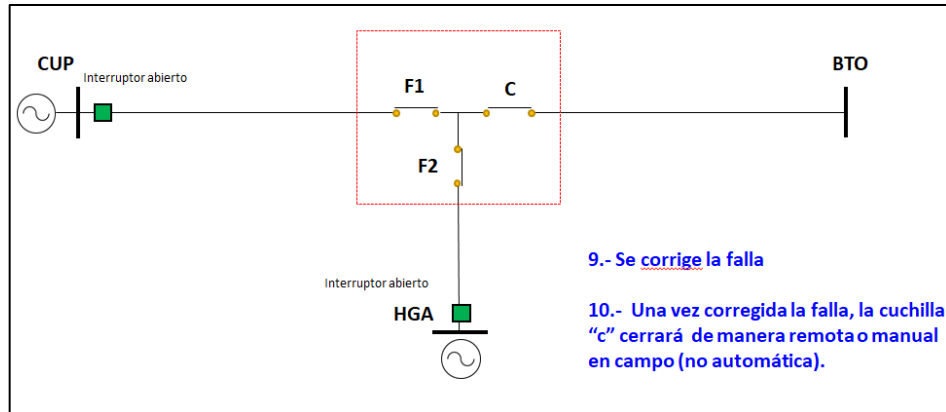 CUP
Interruptor abierto
F1
C
BTO
F2
Interruptor abierto
HGA
9.- Se corrige la falla
10.- Una vez corregida la falla, la cuchilla
“c” cerrará de manera remota o manual
en campo (no automática).